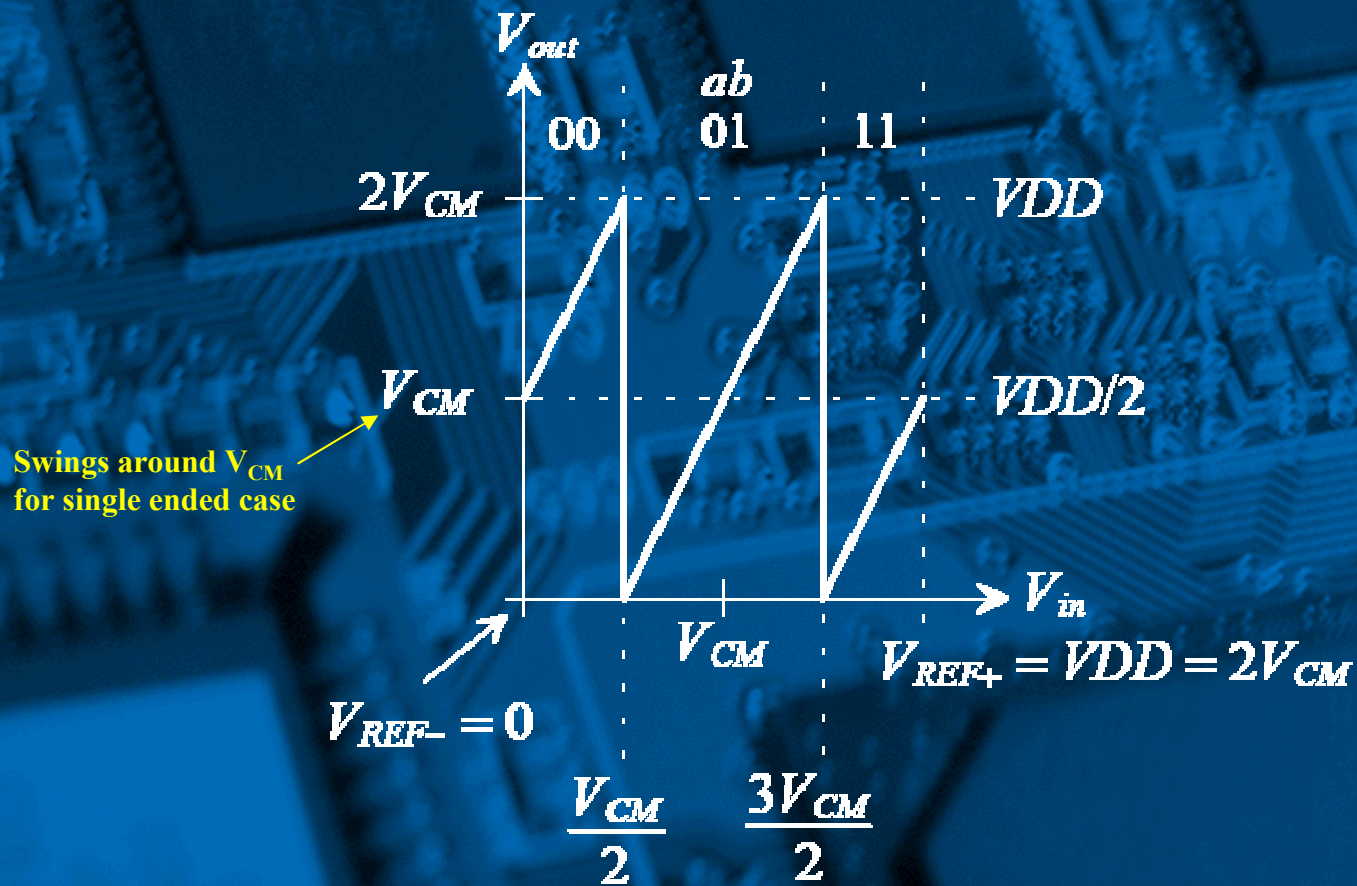 V_out
ab
00 01 11
2V_CM VDD
V_CM VDD/2
Swings around V_CM
for single ended case
V_in
V_CM
V_REF+ = VDD = 2V_CM
V_REF− = 0
V_CM/2 3V_CM/2